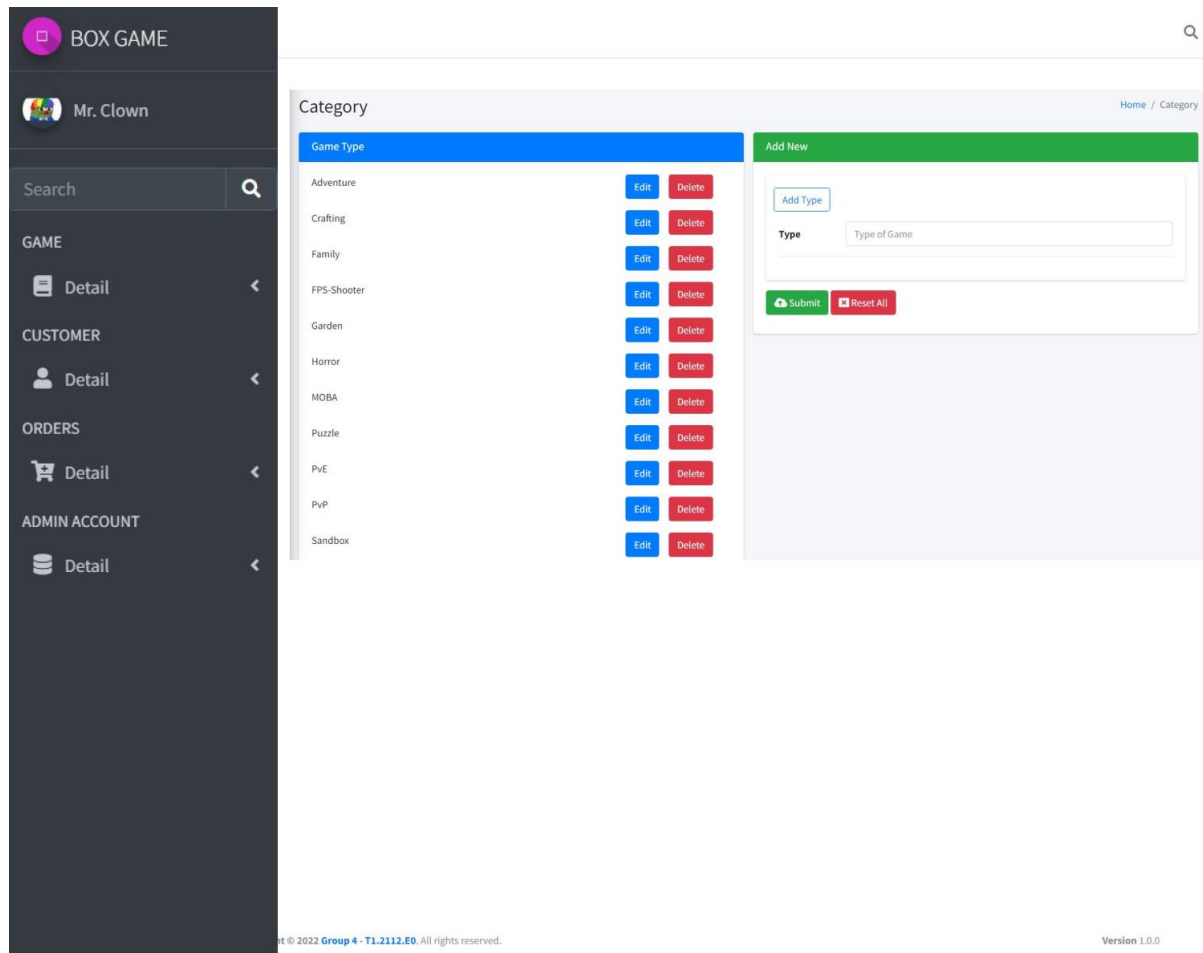 BOX GAME
Mr. Clown
Search
GAME
Detail
CUSTOMER
Detail
ORDERS
Detail
ADMIN ACCOUNT
Detail
Category
Home / Category
Game Type
Adventure Edit Delete
Crafting Edit Delete
Family Edit Delete
FPS-Shooter Edit Delete
Garden Edit Delete
Horror Edit Delete
MOBA Edit Delete
Puzzle Edit Delete
PvE Edit Delete
PvP Edit Delete
Sandbox Edit Delete
Add New
Add Type
Type Type of Game
Submit Reset All
© 2022 Group 4 - T1.2112.E0. All rights reserved.
Version 1.0.0